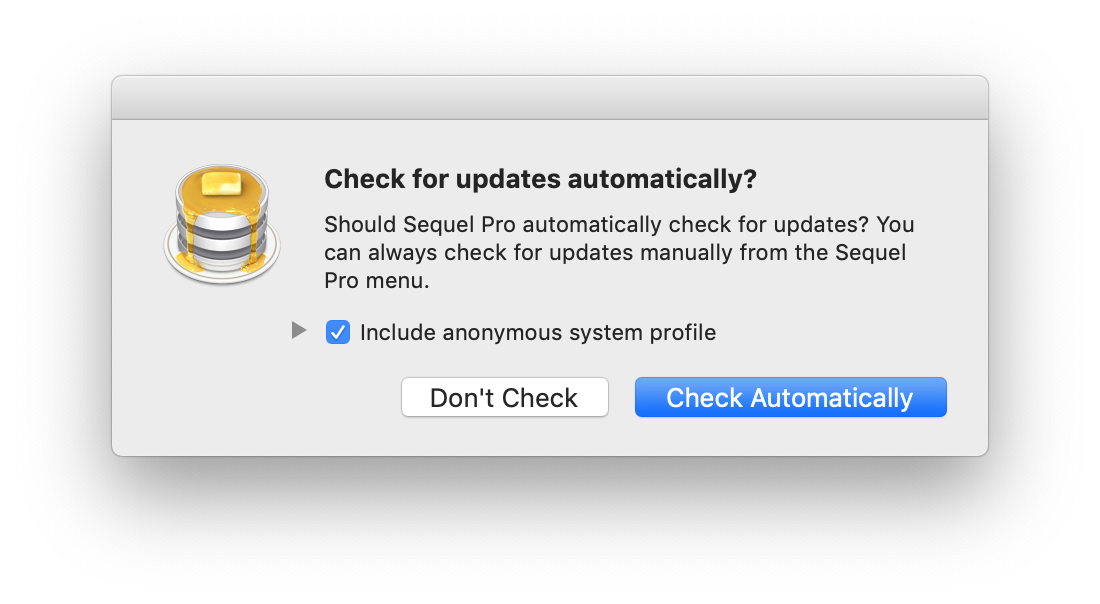 Check for updates automatically?
Should Sequel Pro automatically check for updates? You
can always check for updates manually from the Sequel
Pro menu.
Include anonymous system profile
Don't Check
Check Automatically